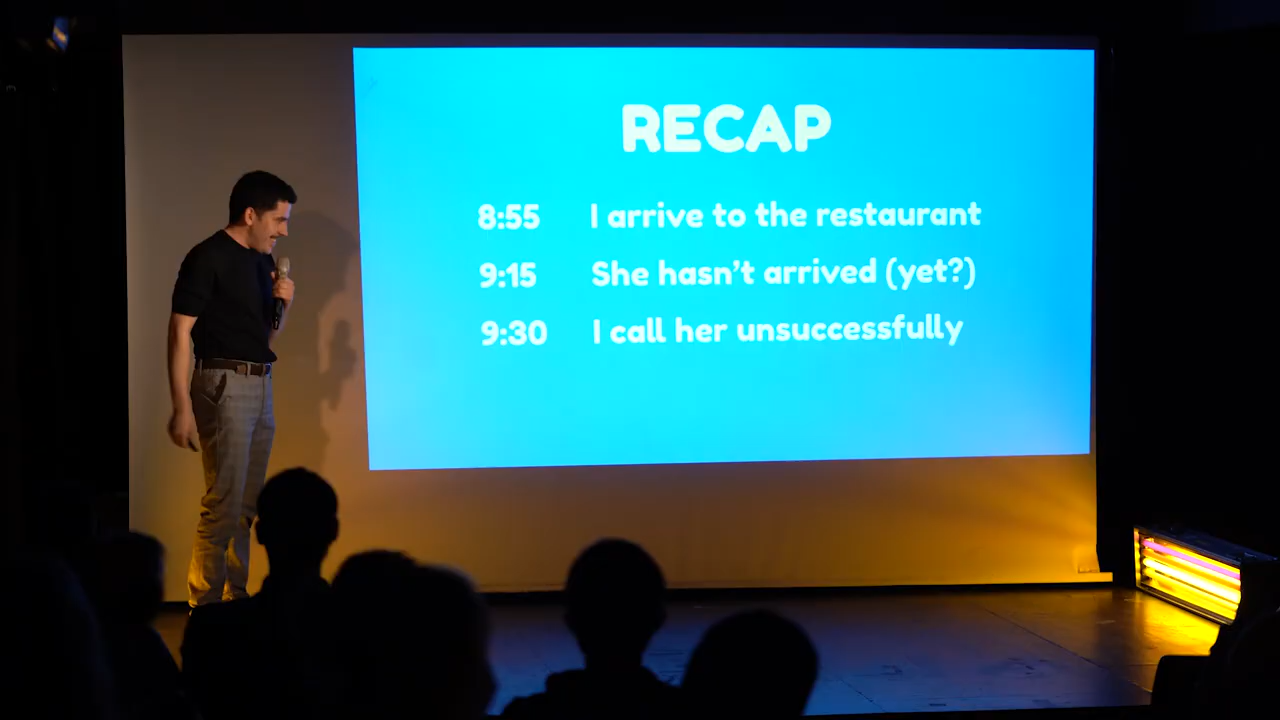 RECAP
8:55 I arrive to the restaurant
9:15 She hasn't arrived (yet?)
9:30 I call her unsuccessfully